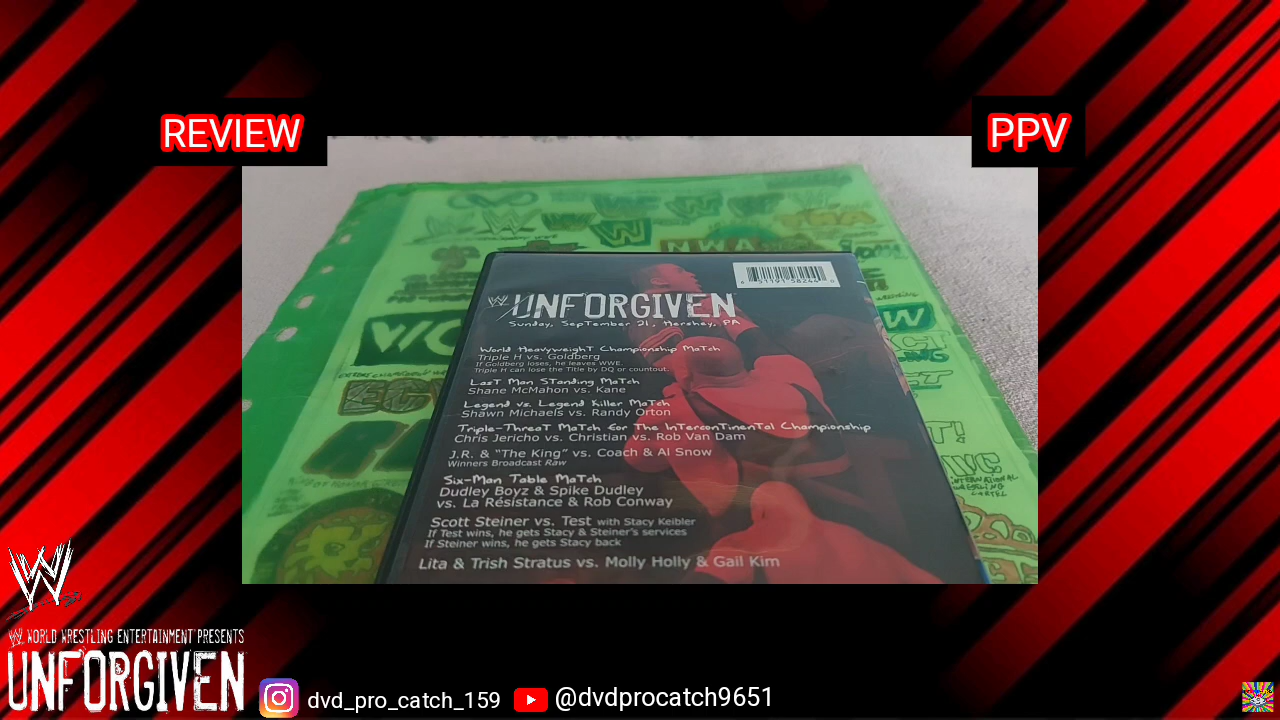 REVIEW
PPV
NWA
UNFORGIVEN
Sunday, September 21, Hershey, PA
World Heavyweight Championship Match
Triple H vs. Goldberg
If Goldberg loses, he leaves WWE.
Triple H can lose the Title by DQ or countout.
Last Man Standing Match
Shane McMahon vs. Kane
Legend vs. Legend Killer Match
Shawn Michaels vs. Randy Orton
Triple-Threat Match for the Intercontinental Championship
Chris Jericho vs. Christian vs. Rob Van Dam
J.R. & “The King” vs. Coach & Al Snow
Winners Broadcast Raw
Six-Man Table Match
Dudley Boyz & Spike Dudley
vs. La Résistance & Rob Conway
Scott Steiner vs. Test with Stacy Keibler
If Test wins, he gets Stacy & Steiner’s services
If Steiner wins, he gets Stacy back
Lita & Trish Stratus vs. Molly Holly & Gail Kim
W
WORLD WRESTLING ENTERTAINMENT PRESENTS
UNFORGIVEN
dvd_pro_catch_159
@dvdprocatch9651